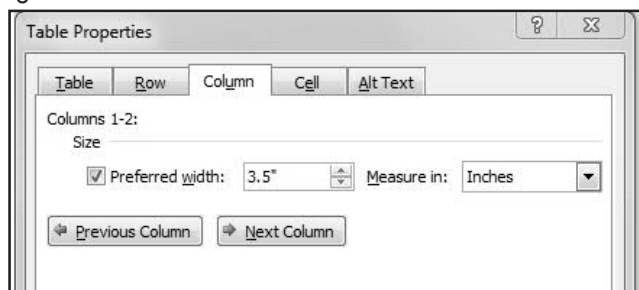 Table Properties
Table Row Column Cell Alt Text
Columns 1-2:
Size
Preferred width: 3.5" Measure in: Inches
Previous Column Next Column